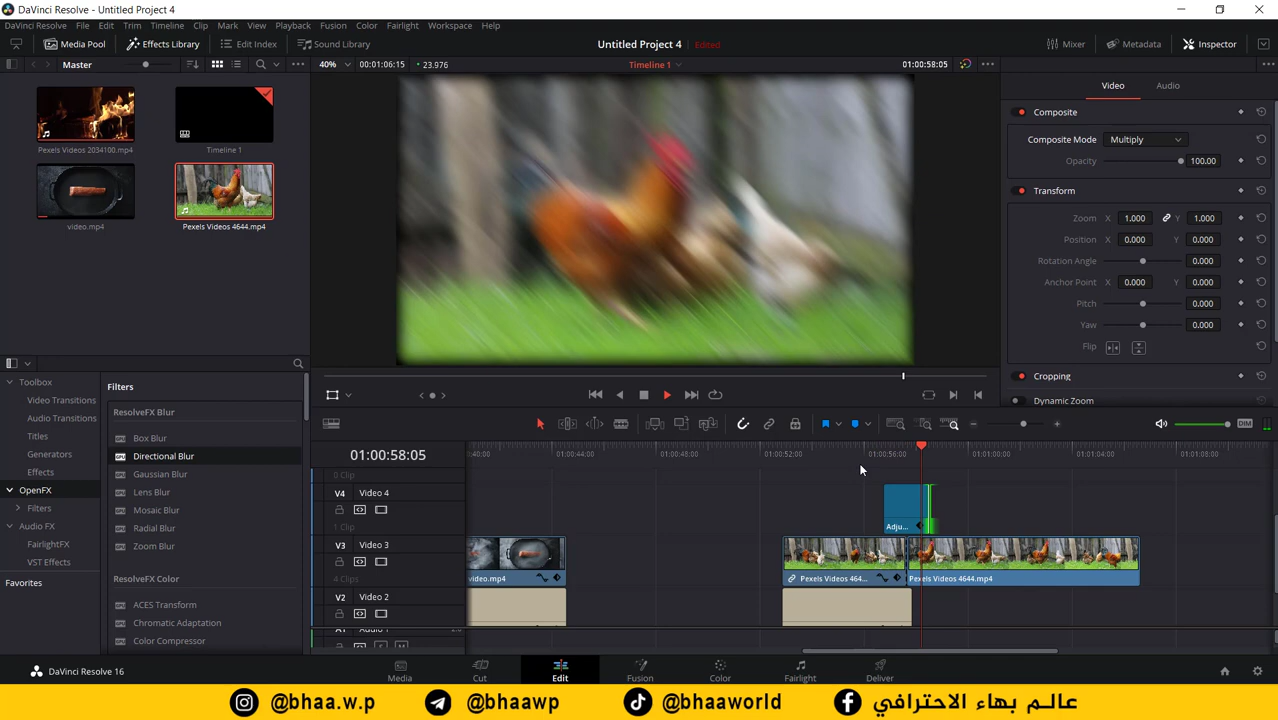 DaVinci Resolve - Untitled Project 4
DaVinci Resolve File Edit Trim Timeline Clip Mark View Playback Fusion Color Fairlight Workspace Help
Media Pool Effects Library Edit Index Sound Library Untitled Project 4 Edited Mixer Metadata Inspector
Master 40% 00:01:06:15 23.976 Timeline 1 01:00:58:05
Video Audio
Composite
Composite Mode Multiply
Opacity 100.00
Transform
Zoom X 1.000 Y 1.000
Position X 0.000 Y 0.000
Rotation Angle 0.000
Anchor Point X 0.000 Y 0.000
Pitch 0.000
Yaw 0.000
Flip
Cropping
Dynamic Zoom
Pexels Videos 2034100.mp4
Timeline 1
video.mp4
Pexels Videos 4644.mp4
Toolbox
Video Transitions
Audio Transitions
Titles
Generators
Effects
OpenFX
Filters
Audio FX
FairlightFX
VST Effects
Favorites
Filters
ResolveFX Blur
Box Blur
Directional Blur
Gaussian Blur
Lens Blur
Mosaic Blur
Radial Blur
Zoom Blur
ResolveFX Color
ACES Transform
Chromatic Adaptation
Color Compressor
DIM
01:00:58:05
:40:00 01:00:44:00 01:00:48:00 01:00:52:00 01:00:56:00 01:01:00:00 01:01:04:00 01:01:08:00
0 Clip
V4 Video 4
1 Clip
Adju...
V3 Video 3
4 Clips
video.mp4
Pexels Videos 464...
Pexels Videos 4644.mp4
V2 Video 2
DaVinci Resolve 16
Media Cut Edit Fusion Color Fairlight Deliver
@bhaa.w.p @bhaawp @bhaaworld عالم بهاء الاحترافي